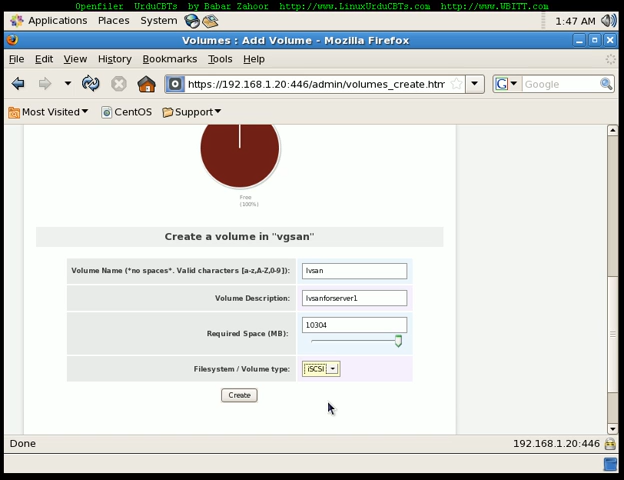 Openfiler UrduCBTs by Babar Zahoor http://www.LinuxUrduCBTs.com http://www.WBITT.com
Applications Places System 1:47 AM
Volumes : Add Volume - Mozilla Firefox
File Edit View History Bookmarks Tools Help
https://192.168.1.20:446/admin/volumes_create.htm
Google
Most Visited CentOS Support
Free
(100%)
Create a volume in "vgsan"
Volume Name (*no spaces*. Valid characters [a-z,A-Z,0-9]): lvsan
Volume Description: lvsanforserver1
Required Space (MB): 10304
Filesystem / Volume type: iSCSI
Create
Done 192.168.1.20:446